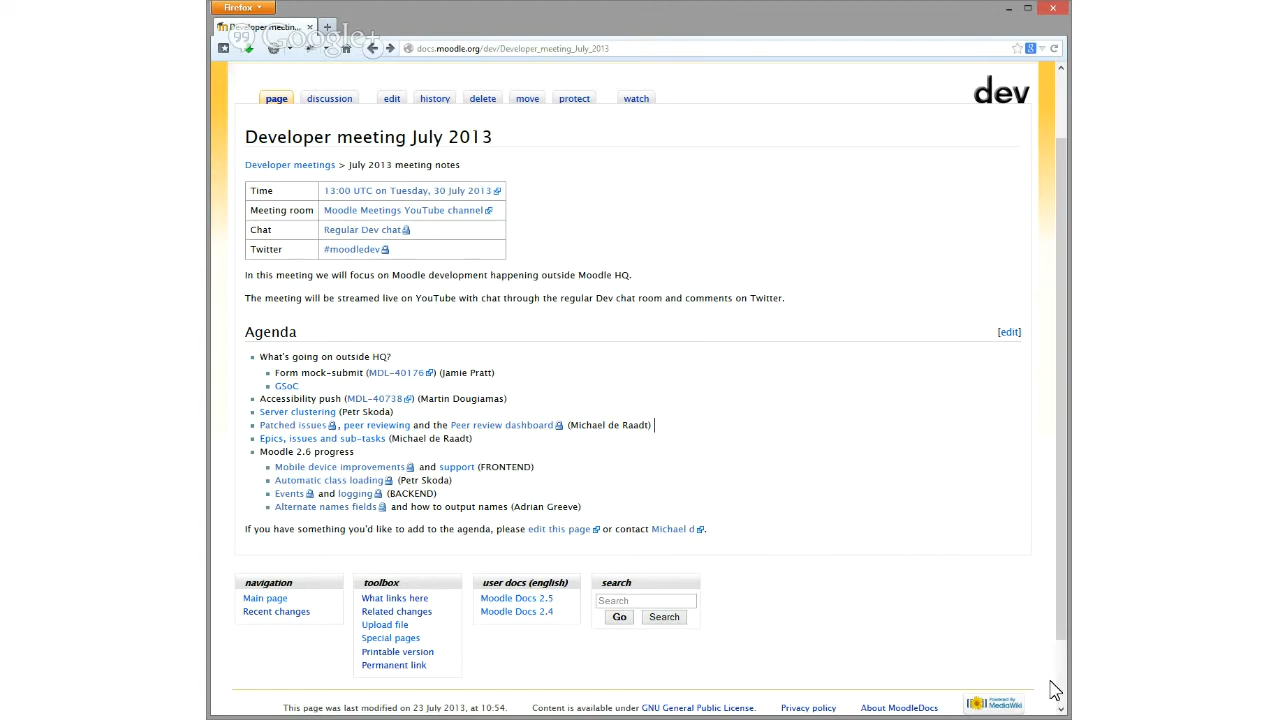 Firefox
Developer meetin...
Google+
docs.moodle.org/dev/Developer_meeting_July_2013
dev
page discussion edit history delete move protect watch
Developer meeting July 2013
Developer meetings > July 2013 meeting notes
Time 13:00 UTC on Tuesday, 30 July 2013
Meeting room Moodle Meetings YouTube channel
Chat Regular Dev chat
Twitter #moodledev
In this meeting we will focus on Moodle development happening outside Moodle HQ.
The meeting will be streamed live on YouTube with chat through the regular Dev chat room and comments on Twitter.
Agenda [edit]
What's going on outside HQ?
Form mock-submit (MDL-40176) (Jamie Pratt)
GSoC
Accessibility push (MDL-40738) (Martin Dougiamas)
Server clustering (Petr Skoda)
Patched issues, peer reviewing and the Peer review dashboard (Michael de Raadt)
Epics, issues and sub-tasks (Michael de Raadt)
Moodle 2.6 progress
Mobile device improvements and support (FRONTEND)
Automatic class loading (Petr Skoda)
Events and logging (BACKEND)
Alternate names fields and how to output names (Adrian Greeve)
If you have something you'd like to add to the agenda, please edit this page or contact Michael d.
navigation
Main page
Recent changes
toolbox
What links here
Related changes
Upload file
Special pages
Printable version
Permanent link
user docs (english)
Moodle Docs 2.5
Moodle Docs 2.4
search
Search
Go Search
This page was last modified on 23 July 2013, at 10:54. Content is available under GNU General Public License. Privacy policy About MoodleDocs
Powered By
MediaWiki